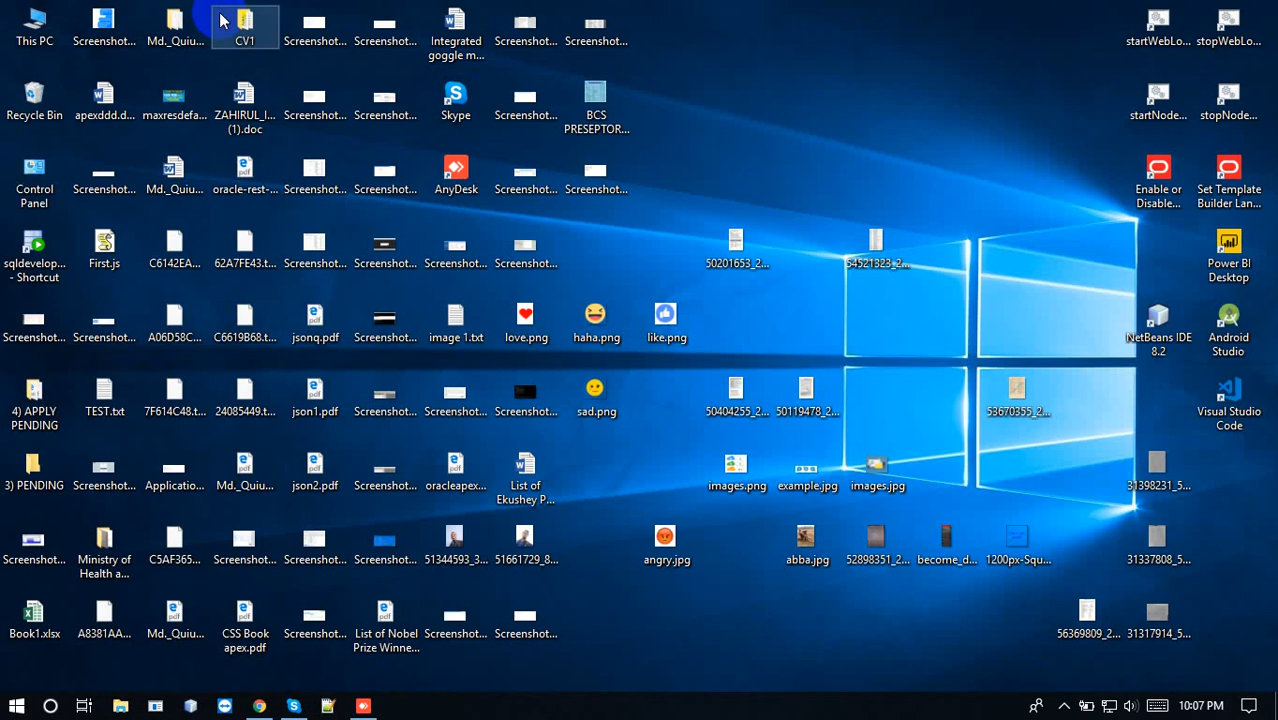 This PC
Screenshot...
Md._Quiu...
CV1
Screenshot...
Screenshot...
Integrated
goggle m...
Screenshot...
Screenshot...
startWebLo...
stopWebLo...
Recycle Bin
apexddd.d...
maxresdefa...
ZAHIRUL_I...
(1).doc
Screenshot...
Screenshot...
Skype
Screenshot...
BCS
PRESEPTOR...
startNode...
stopNode...
Control
Panel
Screenshot...
Md._Quiu...
oracle-rest-...
Screenshot...
Screenshot...
AnyDesk
Screenshot...
Screenshot...
Enable or
Disable...
Set Template
Builder Lan...
sqldevelop...
- Shortcut
First.js
C6142EA...
62A7FE43.t...
Screenshot...
Screenshot...
Screenshot...
Screenshot...
50201653_2...
54521323_2...
Power BI
Desktop
Screenshot...
Screenshot...
A06D58C...
C6619B68.t...
jsonq.pdf
Screenshot...
image 1.txt
love.png
haha.png
like.png
NetBeans IDE
8.2
Android
Studio
4) APPLY
PENDING
TEST.txt
7F614C48.t...
24085449.t...
json1.pdf
Screenshot...
Screenshot...
Screenshot...
sad.png
50404255_2...
50119478_2...
53670355_2...
Visual Studio
Code
3) PENDING
Screenshot...
Applicatio...
Md._Quiu...
json2.pdf
Screenshot...
oracleapex...
List of
Ekushey P...
images.png
example.jpg
images.jpg
31398231_5...
Screenshot...
Ministry of
Health a...
C5AF365...
Screenshot...
Screenshot...
Screenshot...
51344593_3...
51661729_8...
angry.jpg
abba.jpg
52898351_2...
become_d...
1200px-Squ...
31337808_5...
Book1.xlsx
A8381AA...
Md._Quiu...
CSS Book
apex.pdf
Screenshot...
List of Nobel
Prize Winne...
Screenshot...
Screenshot...
56369809_2...
31317914_5...
10:07 PM